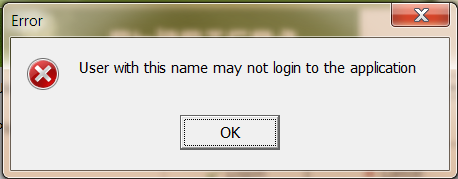 Error
User with this name may not login to the application
OK